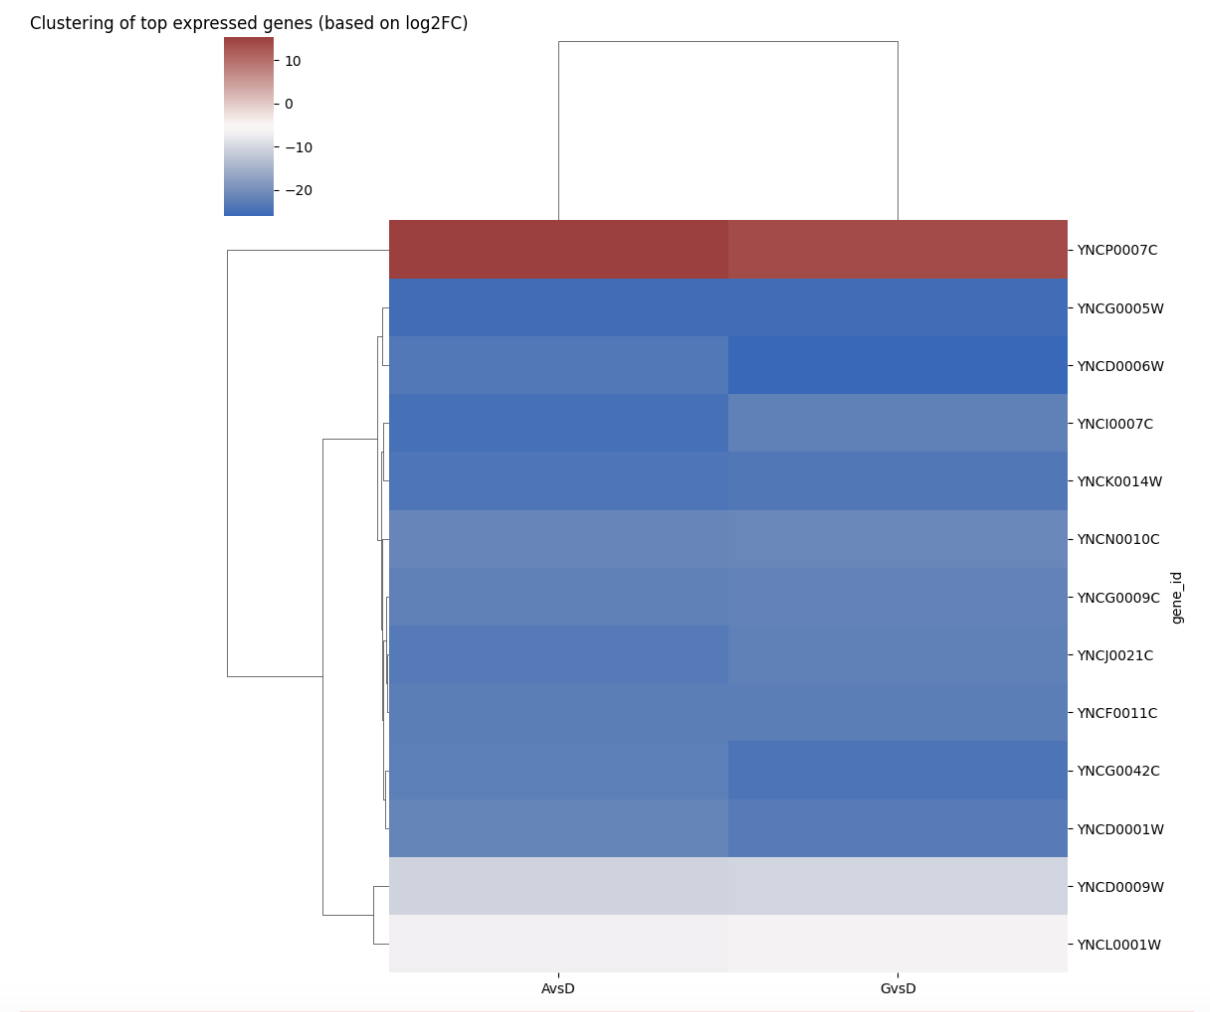 Clustering of top expressed genes (based on log2FC)
10
0
−10
−20
YNCP0007C
YNCG0005W
YNCD0006W
YNCI0007C
YNCK0014W
YNCN0010C
YNCG0009C
YNCJ0021C
YNCF0011C
YNCG0042C
YNCD0001W
YNCD0009W
YNCL0001W
gene_id
AvsD
GvsD